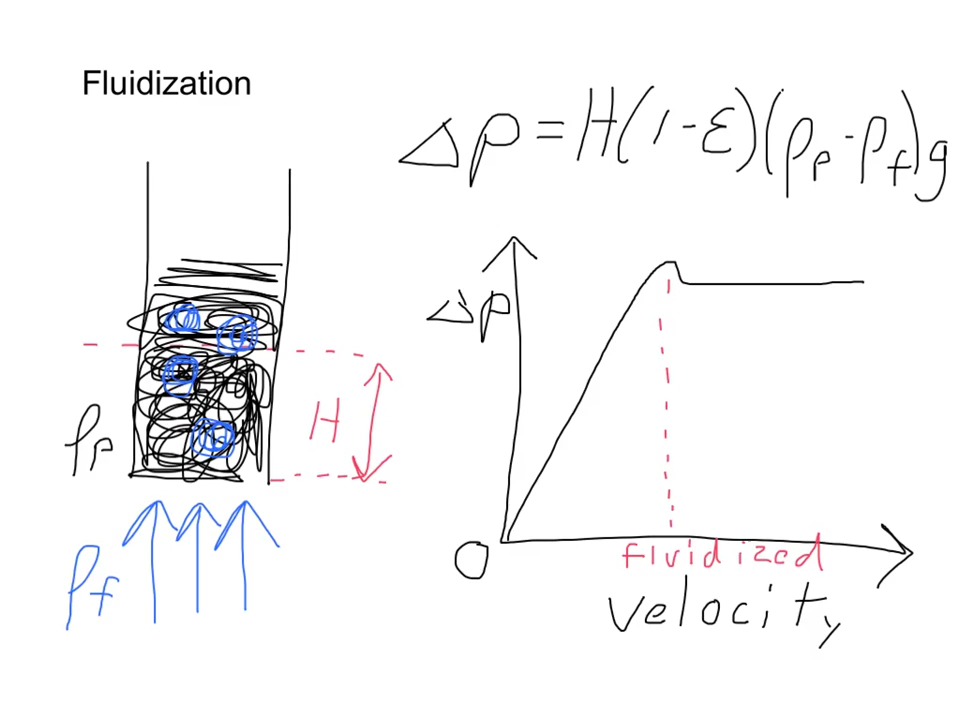 Fluidization
Δp = H(1-ε)(ρp - ρf)g
Δp
H
ρp
ρf
0
fluidized
velocity